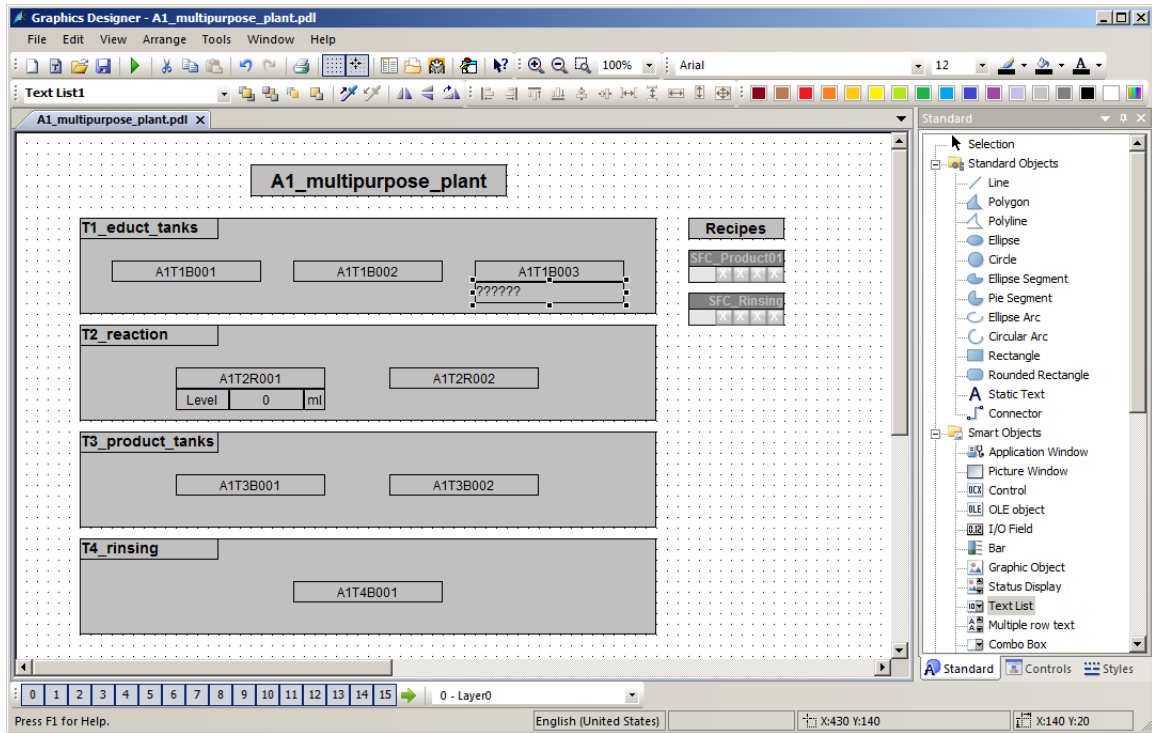 Graphics Designer - A1_multipurpose_plant.pdl
File Edit View Arrange Tools Window Help
100% Arial 12
Text List1
A1_multipurpose_plant.pdl X
Standard
A1_multipurpose_plant
T1_educt_tanks
A1T1B001 A1T1B002 A1T1B003
??????
Recipes
SFC_Product01
X X X X
SFC_Rinsing
X X X X
T2_reaction
A1T2R001 A1T2R002
Level 0 ml
T3_product_tanks
A1T3B001 A1T3B002
T4_rinsing
A1T4B001
Selection
Standard Objects
Line
Polygon
Polyline
Ellipse
Circle
Ellipse Segment
Pie Segment
Ellipse Arc
Circular Arc
Rectangle
Rounded Rectangle
A Static Text
Connector
Smart Objects
Application Window
Picture Window
OCX Control
OLE OLE object
0.12 I/O Field
Bar
Graphic Object
Status Display
Text List
Multiple row text
Combo Box
Standard Controls Styles
0 1 2 3 4 5 6 7 8 9 10 11 12 13 14 15 0 - Layer0
Press F1 for Help. English (United States) X:430 Y:140 X:140 Y:20